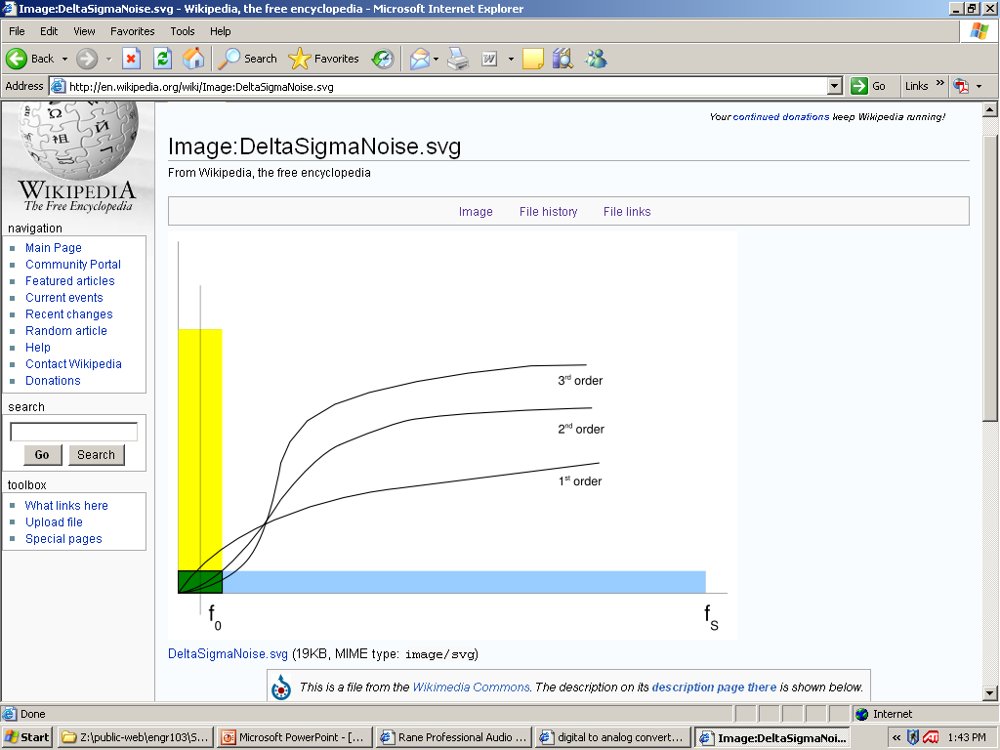 Image:DeltaSigmaNoise.svg - Wikipedia, the free encyclopedia - Microsoft Internet Explorer
File Edit View Favorites Tools Help
Back Search Favorites W
Address http://en.wikipedia.org/wiki/Image:DeltaSigmaNoise.svg Go Links »
Your continued donations keep Wikipedia running!
WIKIPEDIA
The Free Encyclopedia
navigation
Main Page
Community Portal
Featured articles
Current events
Recent changes
Random article
Help
Contact Wikipedia
Donations
search
Go Search
toolbox
What links here
Upload file
Special pages
Image:DeltaSigmaNoise.svg
From Wikipedia, the free encyclopedia
Image File history File links
3rd order
2nd order
1st order
f0 fS
DeltaSigmaNoise.svg (19KB, MIME type: image/svg)
This is a file from the Wikimedia Commons. The description on its description page there is shown below.
Done Internet
Start Z:\public-web\engr103\S... Microsoft PowerPoint - [... Rane Professional Audio ... digital to analog convert... Image:DeltaSigmaNoi... « 1:43 PM